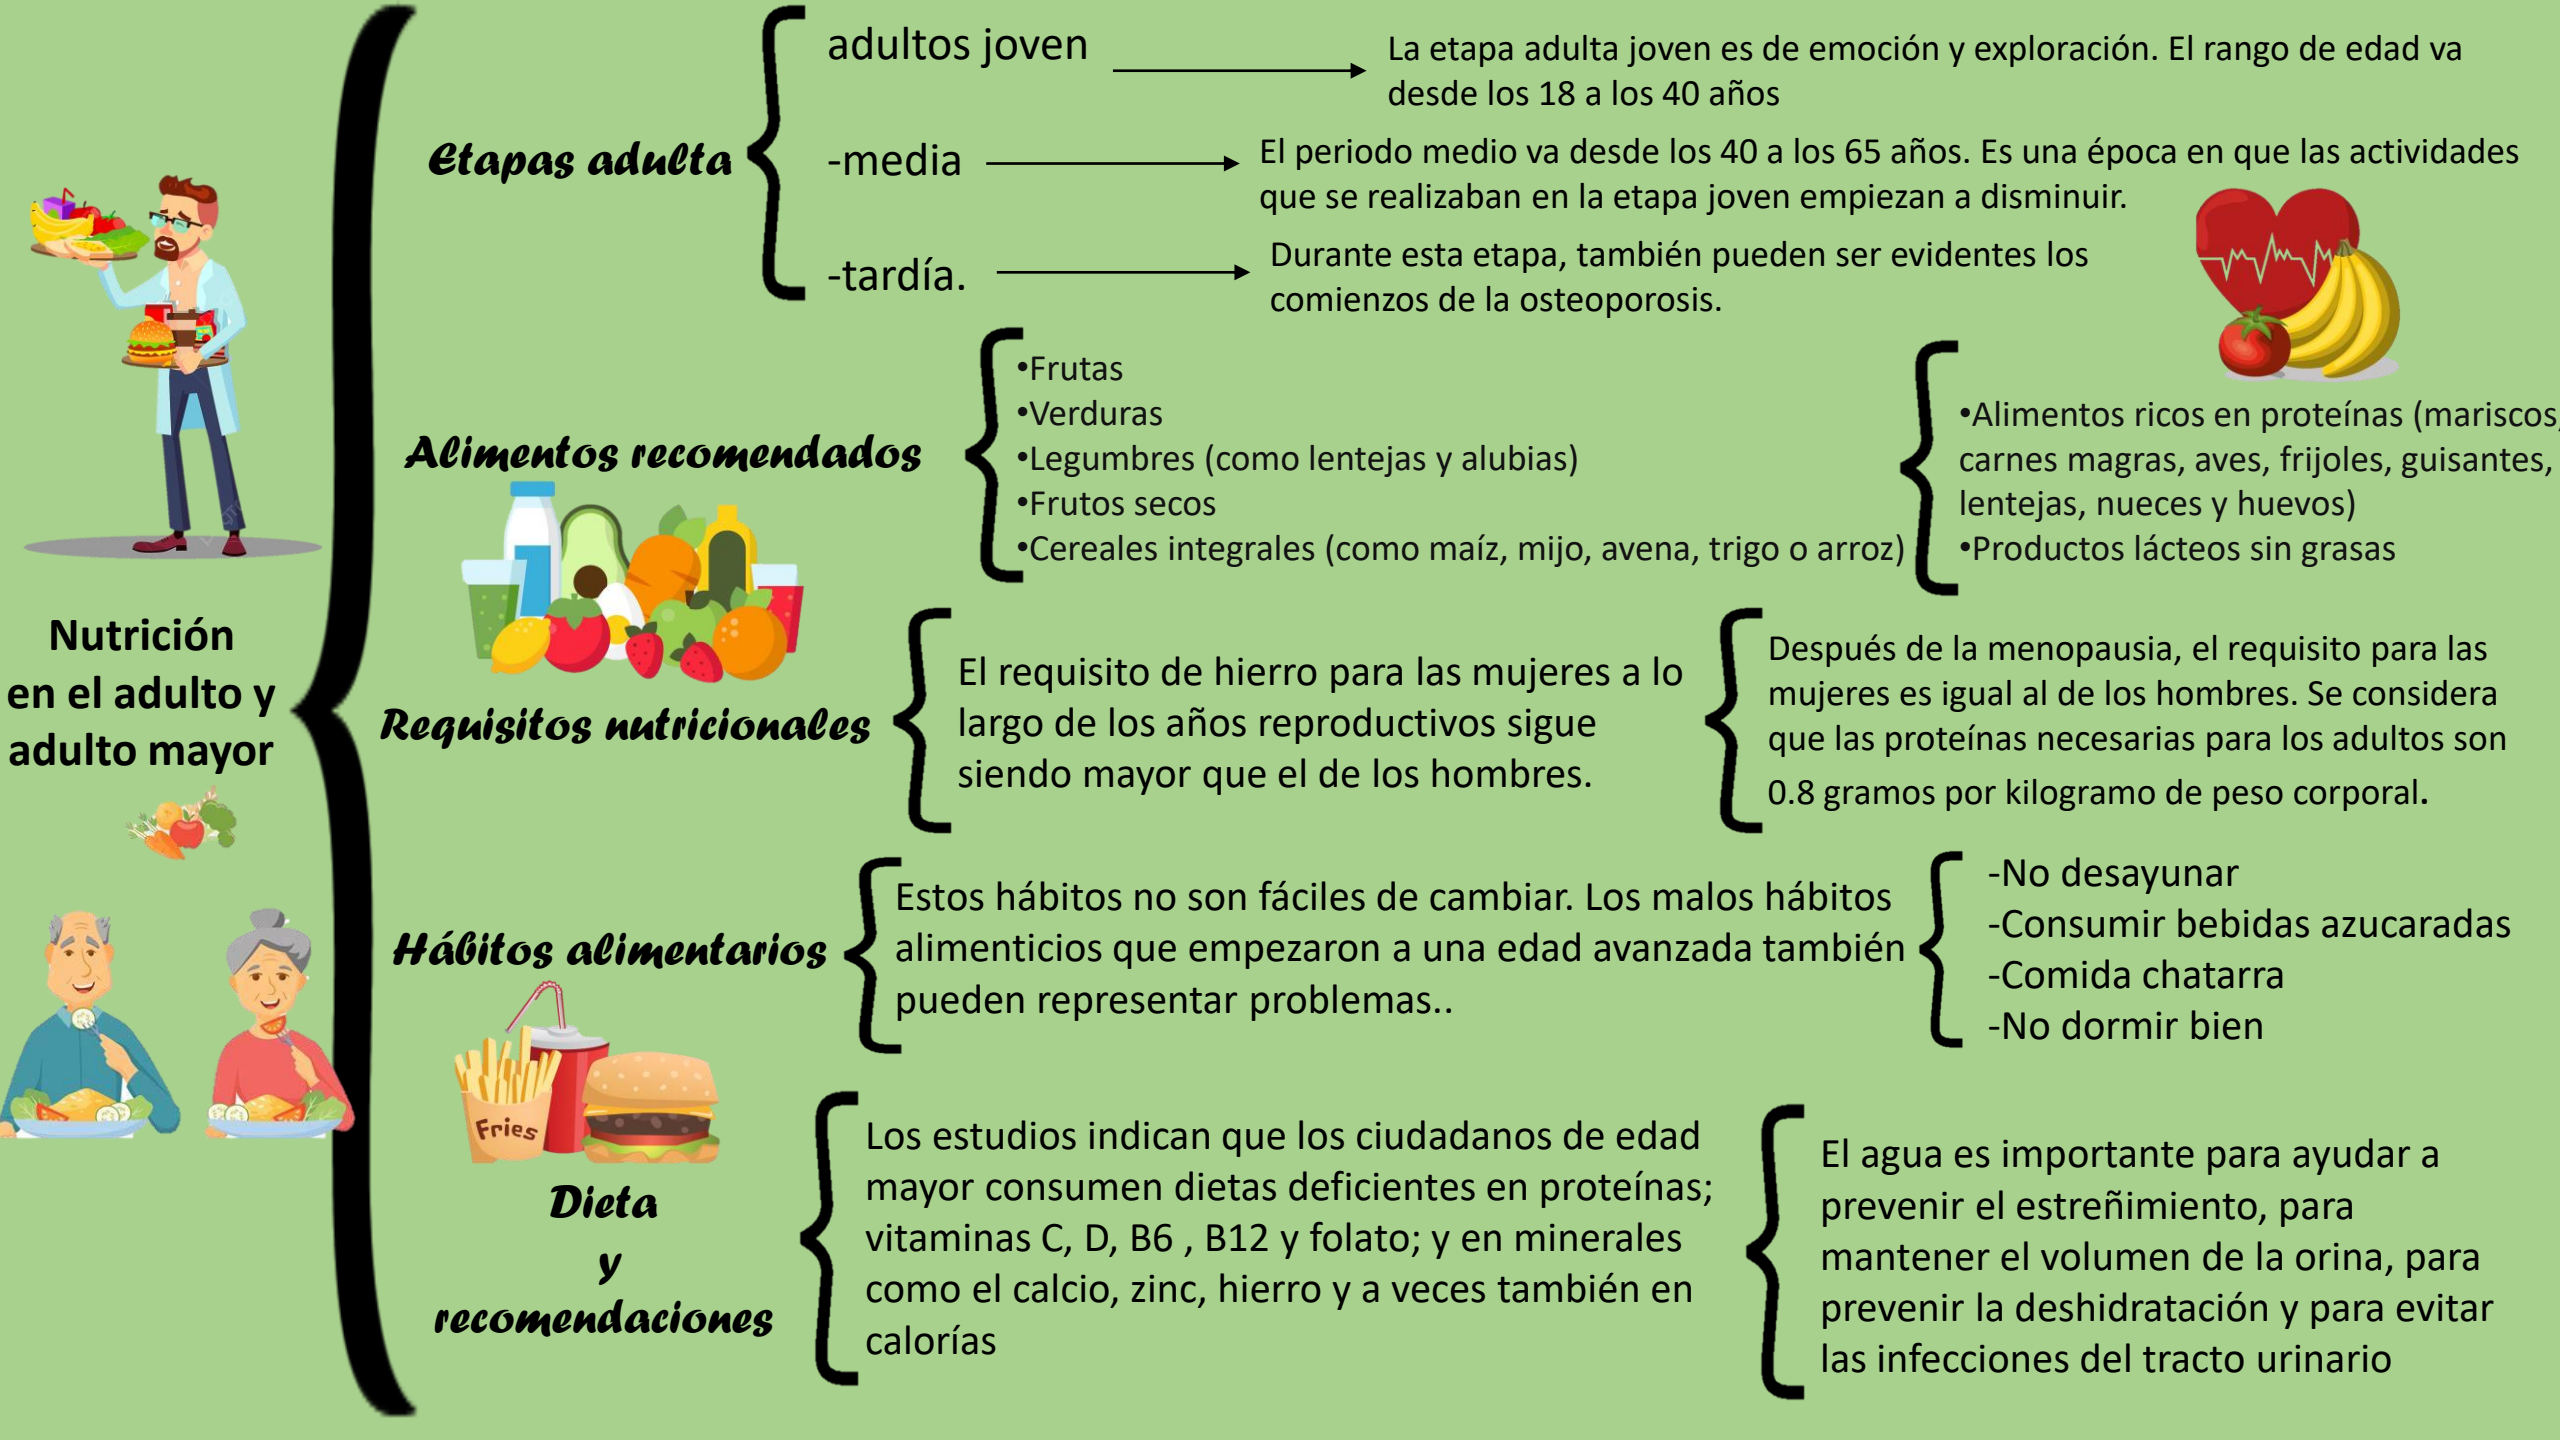 Nutrición
en el adulto y
adulto mayor
Etapas adulta
adultos joven
La etapa adulta joven es de emoción y exploración. El rango de edad va
desde los 18 a los 40 años
-media
El periodo medio va desde los 40 a los 65 años. Es una época en que las actividades
que se realizaban en la etapa joven empiezan a disminuir.
-tardía.
Durante esta etapa, también pueden ser evidentes los
comienzos de la osteoporosis.
Alimentos recomendados
•Frutas
•Verduras
•Legumbres (como lentejas y alubias)
•Frutos secos
•Cereales integrales (como maíz, mijo, avena, trigo o arroz)
•Alimentos ricos en proteínas (mariscos,
carnes magras, aves, frijoles, guisantes,
lentejas, nueces y huevos)
•Productos lácteos sin grasas
Requisitos nutricionales
El requisito de hierro para las mujeres a lo
largo de los años reproductivos sigue
siendo mayor que el de los hombres.
Después de la menopausia, el requisito para las
mujeres es igual al de los hombres. Se considera
que las proteínas necesarias para los adultos son
0.8 gramos por kilogramo de peso corporal.
Hábitos alimentarios
Estos hábitos no son fáciles de cambiar. Los malos hábitos
alimenticios que empezaron a una edad avanzada también
pueden representar problemas..
-No desayunar
-Consumir bebidas azucaradas
-Comida chatarra
-No dormir bien
Fries
Dieta
y
recomendaciones
Los estudios indican que los ciudadanos de edad
mayor consumen dietas deficientes en proteínas;
vitaminas C, D, B6 , B12 y folato; y en minerales
como el calcio, zinc, hierro y a veces también en
calorías
El agua es importante para ayudar a
prevenir el estreñimiento, para
mantener el volumen de la orina, para
prevenir la deshidratación y para evitar
las infecciones del tracto urinario